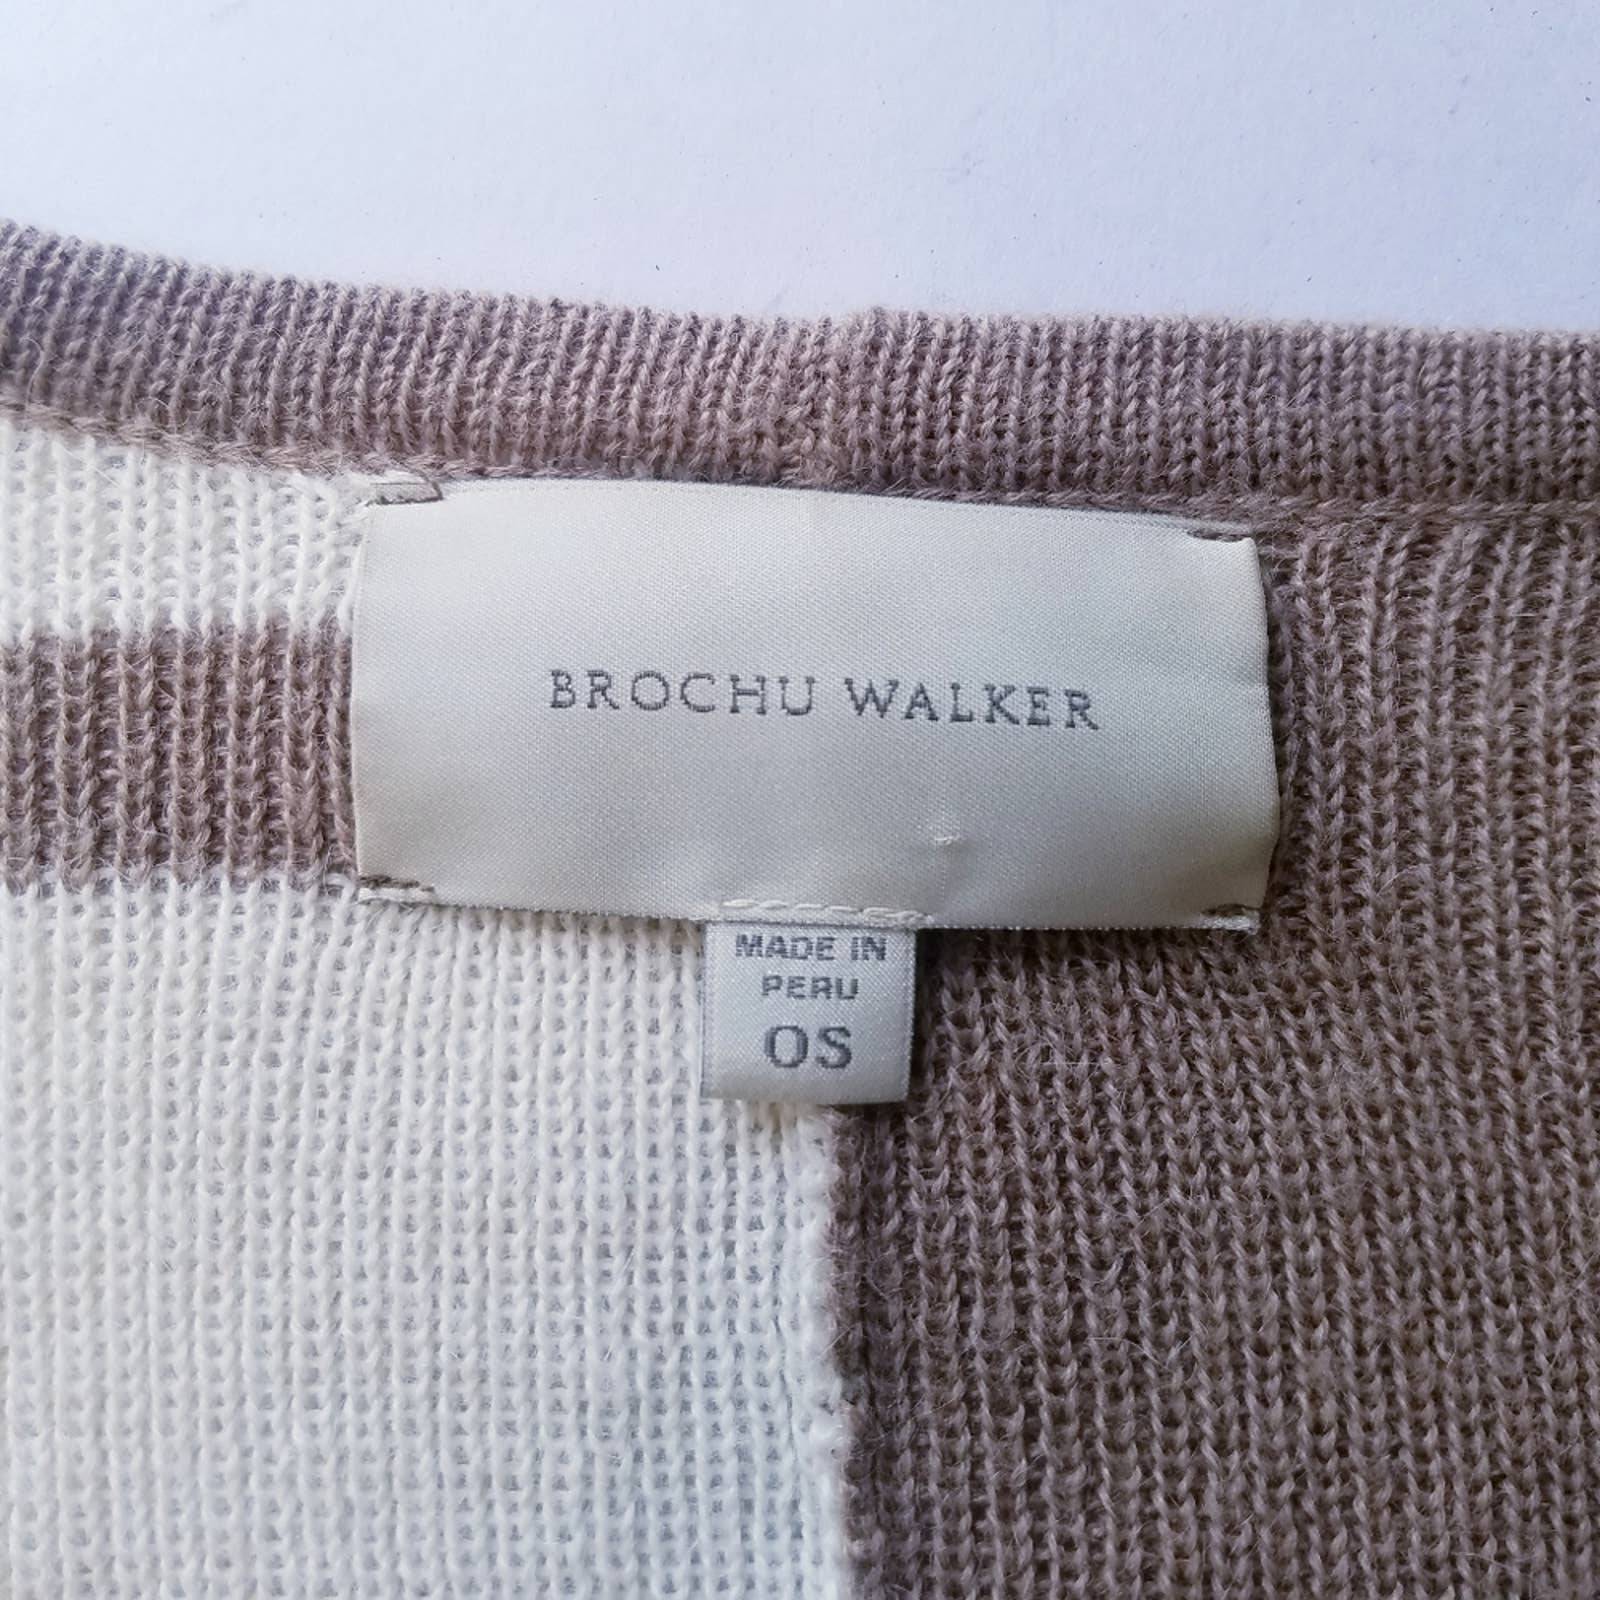 BROCHU WALKER
MADE IN
PERU
OS